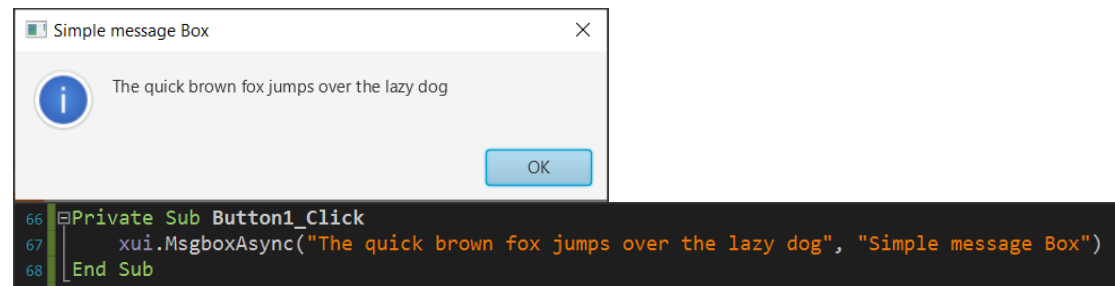 Simple message Box
The quick brown fox jumps over the lazy dog
OK
66 Private Sub Button1_Click
67 xui.MsgboxAsync("The quick brown fox jumps over the lazy dog", "Simple message Box")
68 End Sub